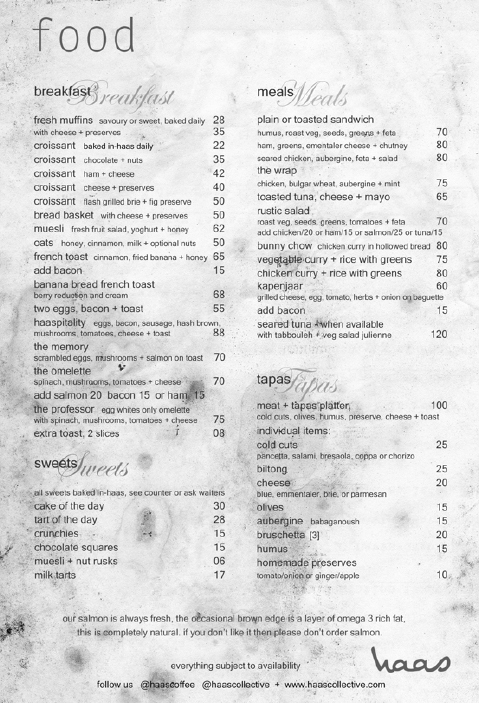 food
breakfast Breakfast
fresh muffins savoury or sweet, baked daily 28
with cheese + preserves 35
croissant baked in-haas daily 22
croissant chocolate + nuts 35
croissant ham + cheese 42
croissant cheese + preserves 40
croissant flash grilled brie + fig preserve 50
bread basket with cheese + preserves 50
muesli fresh fruit salad, yoghurt + honey 62
oats honey, cinnamon, milk + optional nuts 50
french toast cinnamon, fried banana + honey 65
add bacon 15
banana bread french toast
berry reduction and cream 68
two eggs, bacon + toast 55
haaspitality eggs, bacon, sausage, hash brown,
mushrooms, tomatoes, cheese + toast 88
the memory
scrambled eggs, mushrooms + salmon on toast 70
the omelette
spinach, mushrooms, tomatoes + cheese 70
add salmon 20 bacon 15 or ham 15
the professor egg whites only omelette
with spinach, mushrooms, tomatoes + cheese 75
extra toast, 2 slices 08
sweets Sweets
all sweets baked in-haas, see counter or ask waiters
cake of the day 30
tart of the day 28
crunchies 15
chocolate squares 15
muesli + nut rusks 06
milk tarts 17
meals Meals
plain or toasted sandwich
humus, roast veg, seeds, greens + feta 70
ham, greens, ementaler cheese + chutney 80
seared chicken, aubergine, feta + salad 80
the wrap
chicken, bulgar wheat, aubergine + mint 75
toasted tuna, cheese + mayo 65
rustic salad
roast veg, seeds, greens, tomatoes + feta 70
add chicken/20 or ham/15 or salmon/25 or tuna/15
bunny chow chicken curry in hollowed bread 80
vegetable curry + rice with greens 75
chicken curry + rice with greens 80
kapenjaar 60
grilled cheese, egg, tomato, herbs + onion on baguette
add bacon 15
seared tuna + when available
with tabbouleh + veg salad julienne 120
tapas Tapas
meat + tapas platter, 100
cold cuts, olives, humus, preserve, cheese + toast
individual items:
cold cuts 25
pancetta, salami, bresaola, coppa or chorizo
biltong 25
cheese 20
blue, emmentaler, brie, or parmesan
olives 15
aubergine babaganoush 15
bruschetta [3] 20
humus 15
homemade preserves
tomato/onion or ginger/apple 10
our salmon is always fresh, the occasional brown edge is a layer of omega 3 rich fat,
this is completely natural. if you don't like it then please don't order salmon.
everything subject to availability
haas
follow us @haascoffee @haascollective + www.haascollective.com